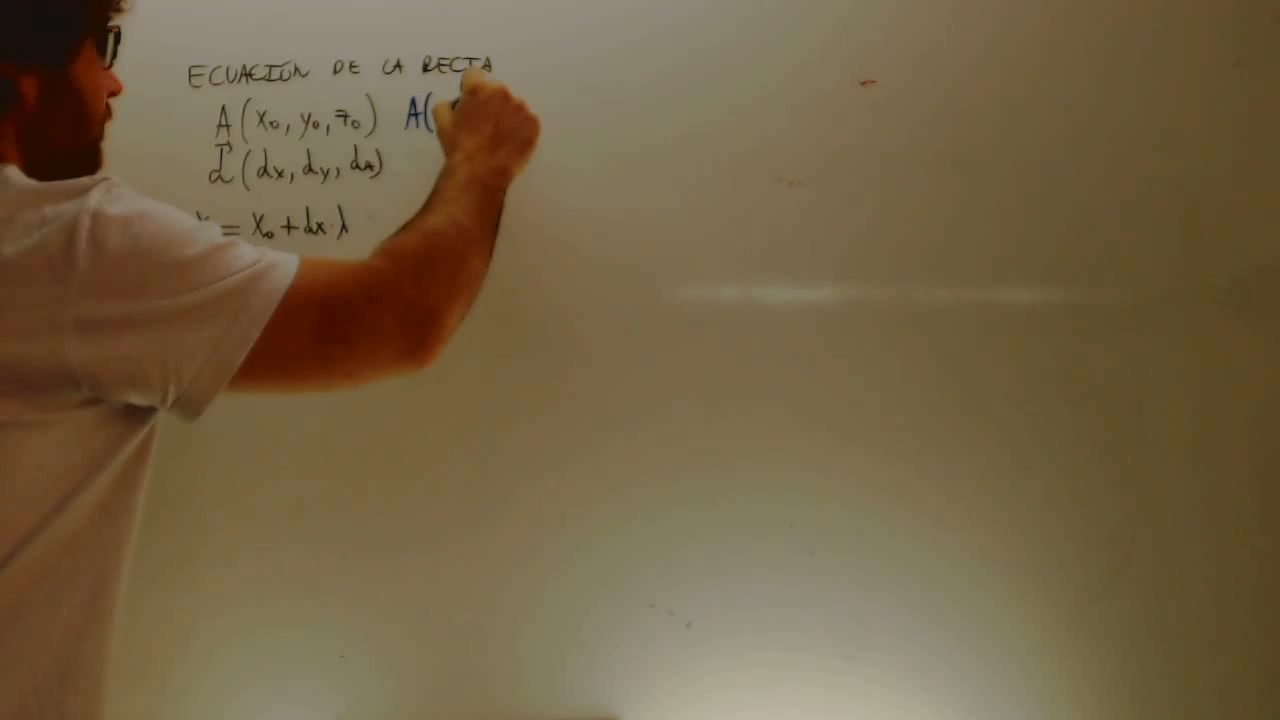 ECUACIÓN DE LA RECTA
A (x₀, y₀, z₀) A(
d⃗ (dx, dy, dz)
x = x₀ + dx · λ